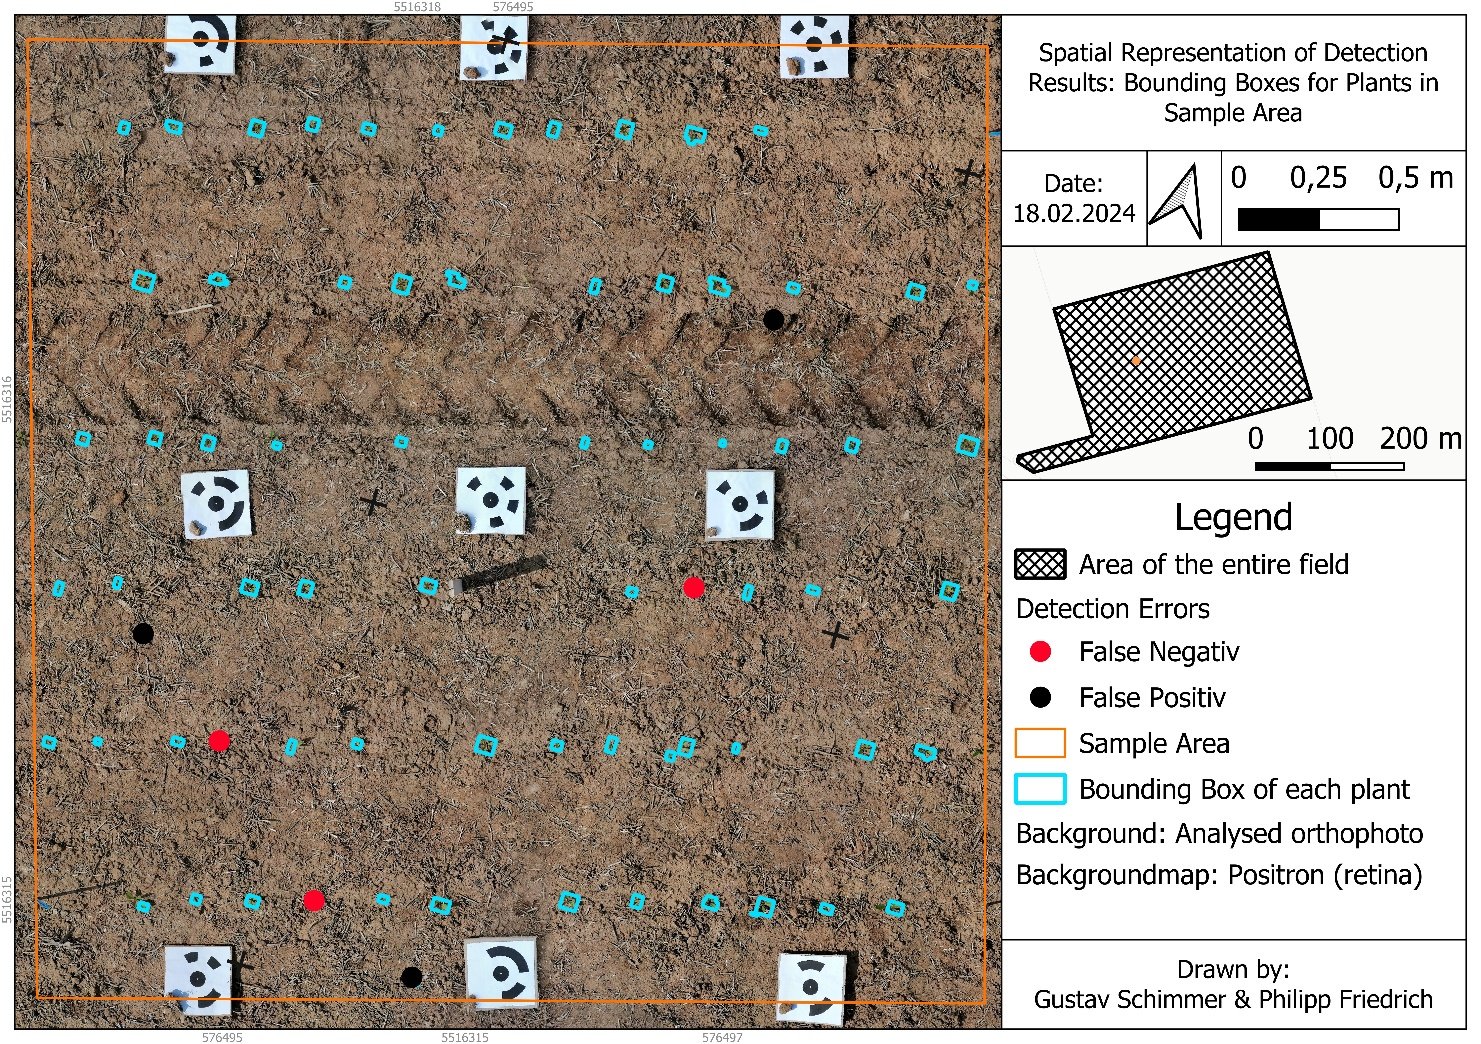 5516318 576495
5516316
5516315
576495 5516315 576497
Spatial Representation of Detection
Results: Bounding Boxes for Plants in
Sample Area
Date:
18.02.2024
0 0,25 0,5 m
0 100 200 m
Legend
Area of the entire field
Detection Errors
False Negativ
False Positiv
Sample Area
Bounding Box of each plant
Background: Analysed orthophoto
Backgroundmap: Positron (retina)
Drawn by:
Gustav Schimmer & Philipp Friedrich